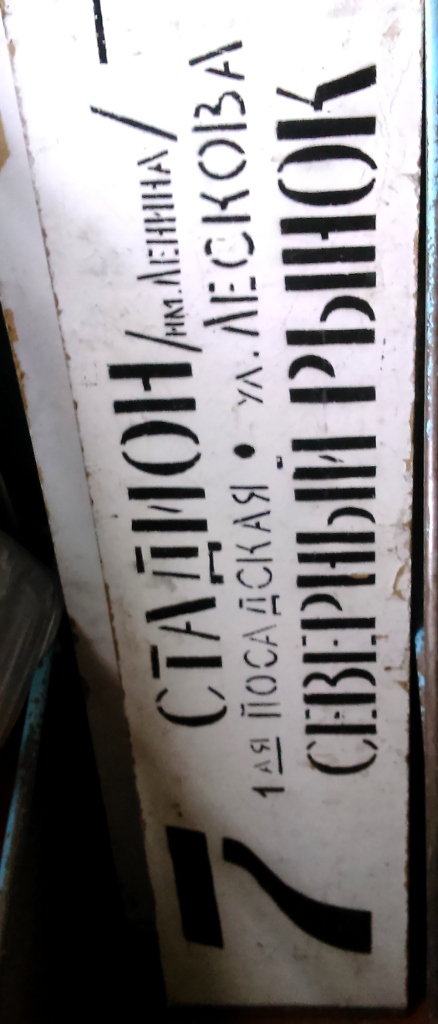 7
СТАДИОН /ИМ. ЛЕНИНА/
1 АЯ ПОСАДСКАЯ • УЛ. ЛЕСКОВА
СЕВЕРНЫЙ РЫНОК